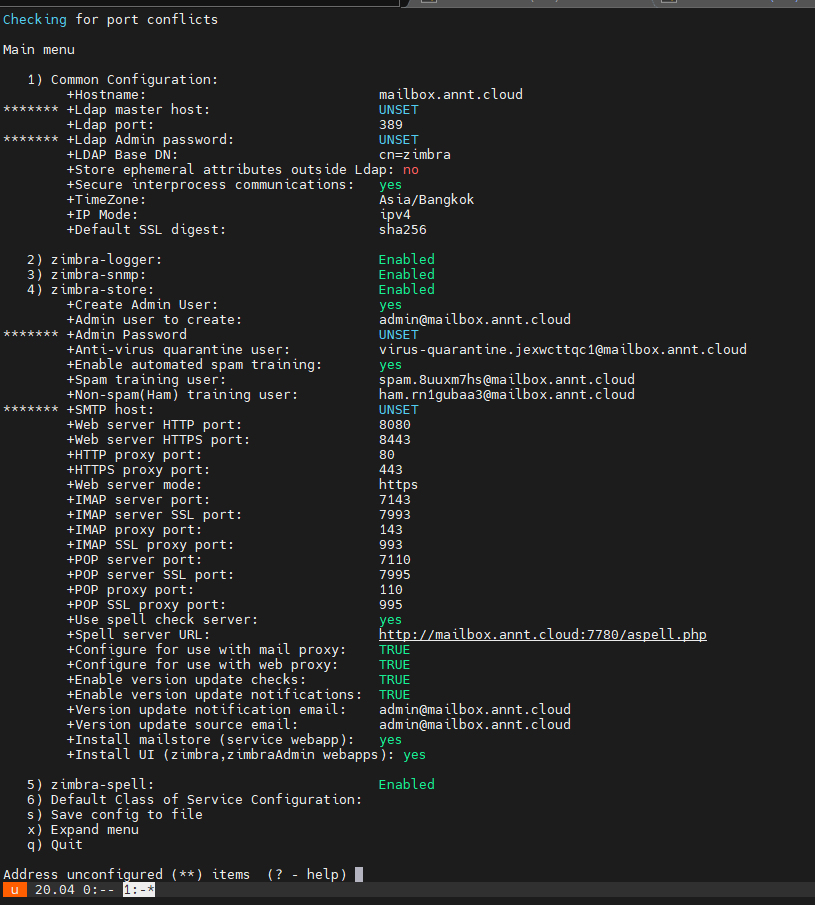 Checking for port conflicts
Main menu
1) Common Configuration:
+Hostname: mailbox.annt.cloud
******* +Ldap master host: UNSET
+Ldap port: 389
******* +Ldap Admin password: UNSET
+LDAP Base DN: cn=zimbra
+Store ephemeral attributes outside Ldap: no
+Secure interprocess communications: yes
+TimeZone: Asia/Bangkok
+IP Mode: ipv4
+Default SSL digest: sha256
2) zimbra-logger: Enabled
3) zimbra-snmp: Enabled
4) zimbra-store: Enabled
+Create Admin User: yes
+Admin user to create: admin@mailbox.annt.cloud
******* +Admin Password UNSET
+Anti-virus quarantine user: virus-quarantine.jexwcttqc1@mailbox.annt.cloud
+Enable automated spam training: yes
+Spam training user: spam.8uuxm7hs@mailbox.annt.cloud
+Non-spam(Ham) training user: ham.rn1gubaa3@mailbox.annt.cloud
******* +SMTP host: UNSET
+Web server HTTP port: 8080
+Web server HTTPS port: 8443
+HTTP proxy port: 80
+HTTPS proxy port: 443
+Web server mode: https
+IMAP server port: 7143
+IMAP server SSL port: 7993
+IMAP proxy port: 143
+IMAP SSL proxy port: 993
+POP server port: 7110
+POP server SSL port: 7995
+POP proxy port: 110
+POP SSL proxy port: 995
+Use spell check server: yes
+Spell server URL: http://mailbox.annt.cloud:7780/aspell.php
+Configure for use with mail proxy: TRUE
+Configure for use with web proxy: TRUE
+Enable version update checks: TRUE
+Enable version update notifications: TRUE
+Version update notification email: admin@mailbox.annt.cloud
+Version update source email: admin@mailbox.annt.cloud
+Install mailstore (service webapp): yes
+Install UI (zimbra,zimbraAdmin webapps): yes
5) zimbra-spell: Enabled
6) Default Class of Service Configuration:
s) Save config to file
x) Expand menu
q) Quit
Address unconfigured (**) items (? - help)
u 20.04 0:-- 1:-*